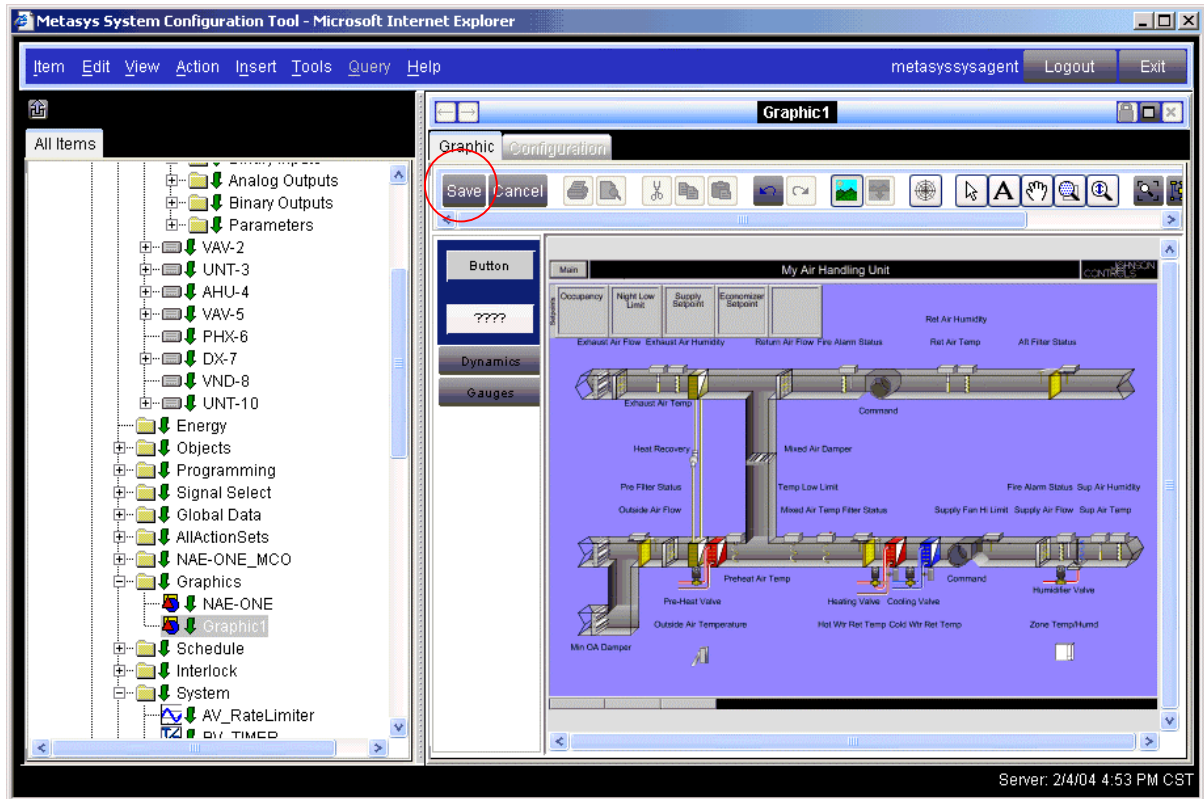 Metasys System Configuration Tool - Microsoft Internet Explorer
Item Edit View Action Insert Tools Query Help
metasyssysagent Logout Exit
Graphic1
All Items
Graphic Configuration
Save Cancel
A
Analog Outputs
Binary Outputs
Parameters
VAV-2
UNT-3
AHU-4
VAV-5
PHX-6
DX-7
VND-8
UNT-10
Energy
Objects
Programming
Signal Select
Global Data
AllActionSets
NAE-ONE_MCO
Graphics
NAE-ONE
Graphic1
Schedule
Interlock
System
AV_RateLimiter
BV_TIMER
Button
????
Dynamics
Gauges
Main
My Air Handling Unit
JOHNSON CONTROLS
Setpoints
Occupancy
Night Low Limit
Supply Setpoint
Economizer Setpoint
Ret Air Humidity
Exhaust Air Flow Exhaust Air Humidity Return Air Flow Fire Alarm Status Ret Air Temp Alt Filter Status
Exhaust Air Temp
Command
Heat Recovery Mixed Air Damper
Pre Filter Status Temp Low Limit Fire Alarm Status Sup Air Humidity
Outside Air Flow Mixed Air Temp Filter Status Supply Fan Hi Limit Supply Air Flow Sup Air Temp
Preheat Air Temp Command
Humidifier Valve
Pre-Heat Valve Heating Valve Cooling Valve
Outside Air Temperature Hot Wtr Ret Temp Cold Wtr Ret Temp Zone Temp/Humd
Min OA Damper
Server: 2/4/04 4:53 PM CST